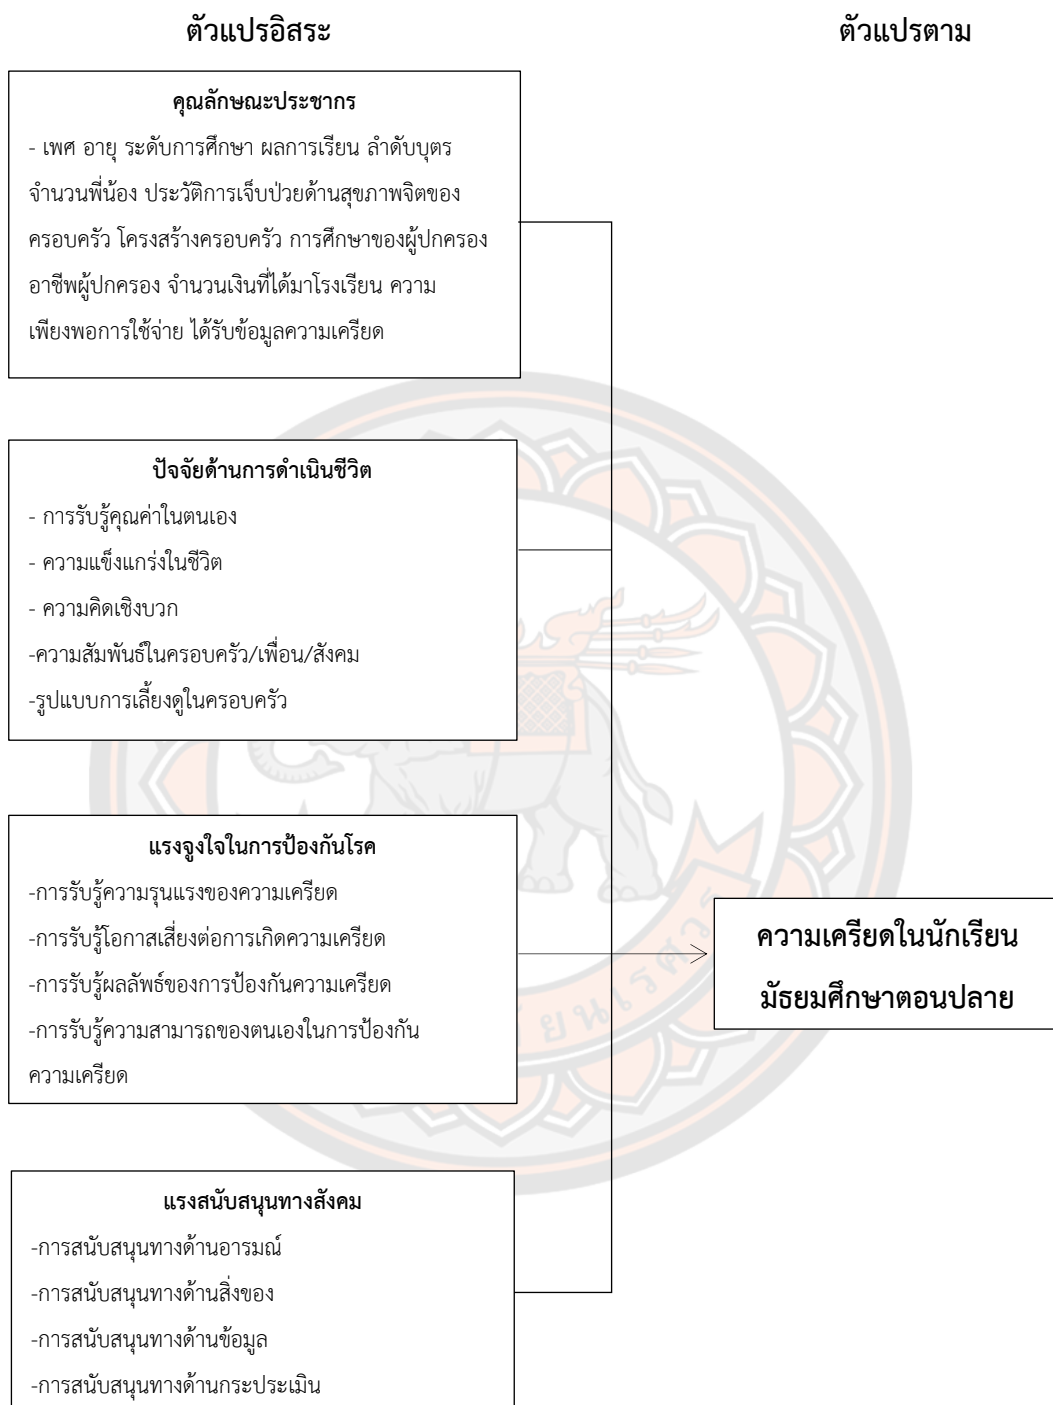 ตัวแปรอิสระ
ตัวแปรตาม
คุณลักษณะประชากร
- เพศ อายุ ระดับการศึกษา ผลการเรียน ลำดับบุตร
จำนวนพี่น้อง ประวัติการเจ็บป่วยด้านสุขภาพจิตของ
ครอบครัว โครงสร้างครอบครัว การศึกษาของผู้ปกครอง
อาชีพผู้ปกครอง จำนวนเงินที่ได้มาโรงเรียน ความ
เพียงพอการใช้จ่าย ได้รับข้อมูลความเครียด
ปัจจัยด้านการดำเนินชีวิต
- การรับรู้คุณค่าในตนเอง
- ความแข็งแกร่งในชีวิต
- ความคิดเชิงบวก
-ความสัมพันธ์ในครอบครัว/เพื่อน/สังคม
-รูปแบบการเลี้ยงดูในครอบครัว
แรงจูงใจในการป้องกันโรค
-การรับรู้ความรุนแรงของความเครียด
-การรับรู้โอกาสเสี่ยงต่อการเกิดความเครียด
-การรับรู้ผลลัพธ์ของการป้องกันความเครียด
-การรับรู้ความสามารถของตนเองในการป้องกัน
ความเครียด
ความเครียดในนักเรียน
มัธยมศึกษาตอนปลาย
แรงสนับสนุนทางสังคม
-การสนับสนุนทางด้านอารมณ์
-การสนับสนุนทางด้านสิ่งของ
-การสนับสนุนทางด้านข้อมูล
-การสนับสนุนทางด้านกระประเมิน